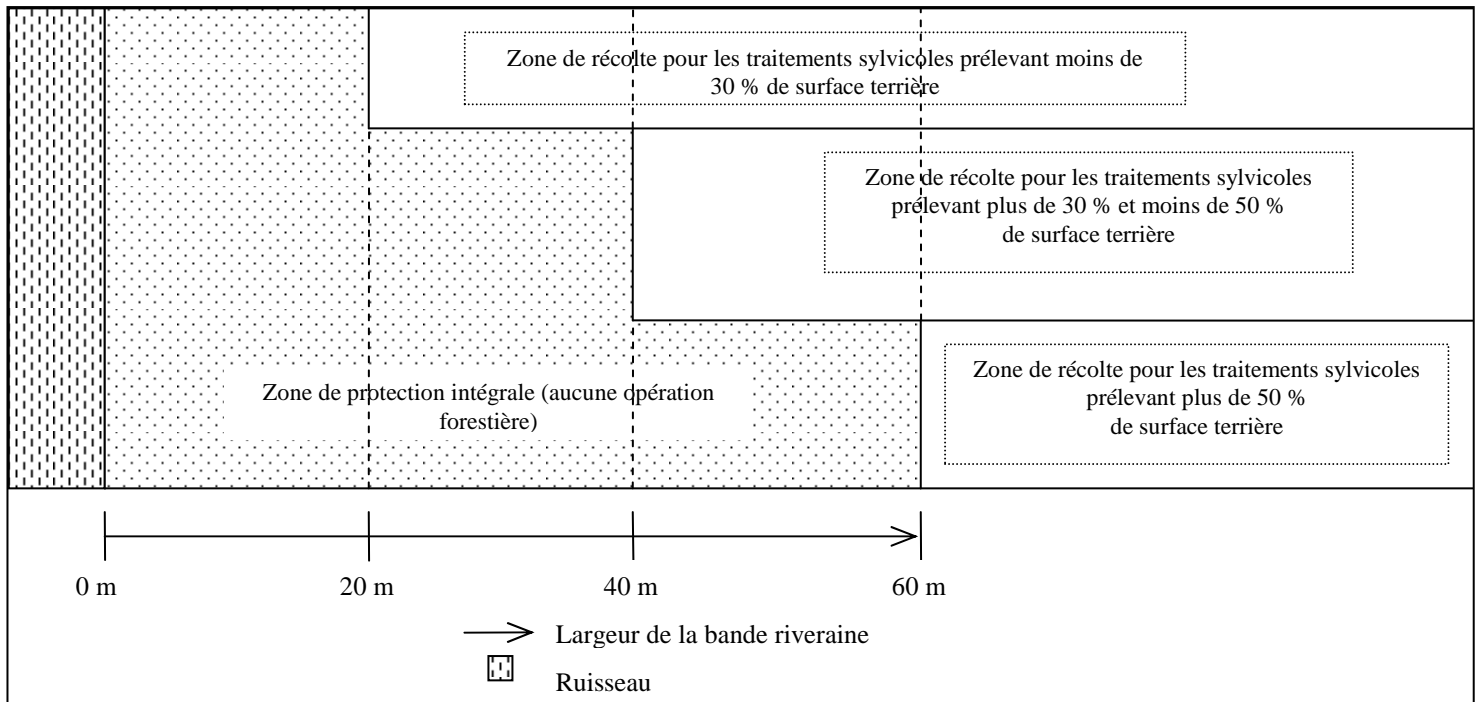 Zone de récolte pour les traitements sylvicoles prélevant moins de
30 % de surface terrière
Zone de récolte pour les traitements sylvicoles
prélevant plus de 30 % et moins de 50 %
de surface terrière
Zone de récolte pour les traitements sylvicoles
prélevant plus de 50 %
de surface terrière
Zone de protection intégrale (aucune opération
forestière)
0 m
20 m
40 m
60 m
Largeur de la bande riveraine
Ruisseau